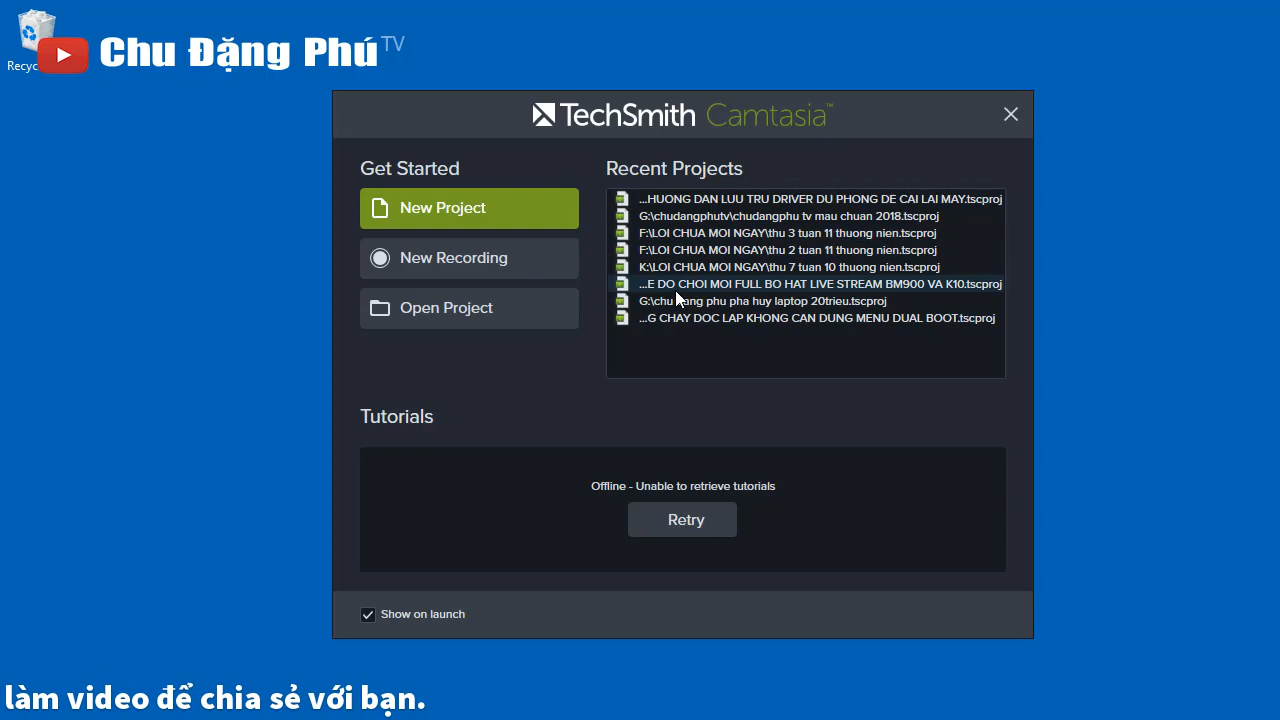 Recyc
Chu Đặng Phú TV
TechSmith Camtasia™
Get Started
New Project
New Recording
Open Project
Recent Projects
...HUONG DAN LUU TRU DRIVER DU PHONG DE CAI LAI MAY.tscproj
G:\chudangphutv\chudangphu tv mau chuan 2018.tscproj
F:\LOI CHUA MOI NGAY\thu 3 tuan 11 thuong nien.tscproj
F:\LOI CHUA MOI NGAY\thu 2 tuan 11 thuong nien.tscproj
K:\LOI CHUA MOI NGAY\thu 7 tuan 10 thuong nien.tscproj
...E DO CHOI MOI FULL BO HAT LIVE STREAM BM900 VA K10.tscproj
G:\chu ang phu pha huy laptop 20trieu.tscproj
...G CHAY DOC LAP KHONG CAN DUNG MENU DUAL BOOT.tscproj
Tutorials
Offline - Unable to retrieve tutorials
Retry
Show on launch
làm video để chia sẻ với bạn.